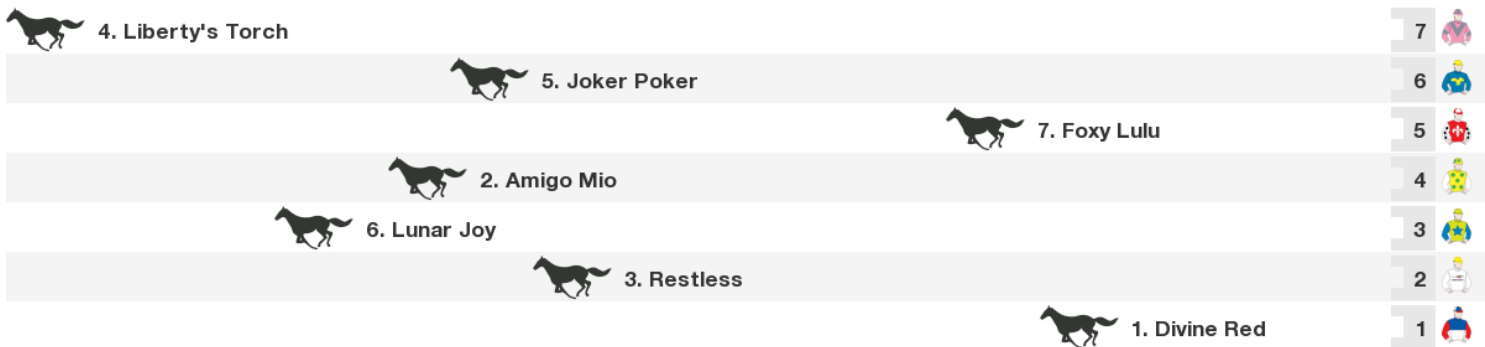 4. Liberty's Torch 7
5. Joker Poker 6
7. Foxy Lulu 5
2. Amigo Mio 4
6. Lunar Joy 3
3. Restless 2
1. Divine Red 1